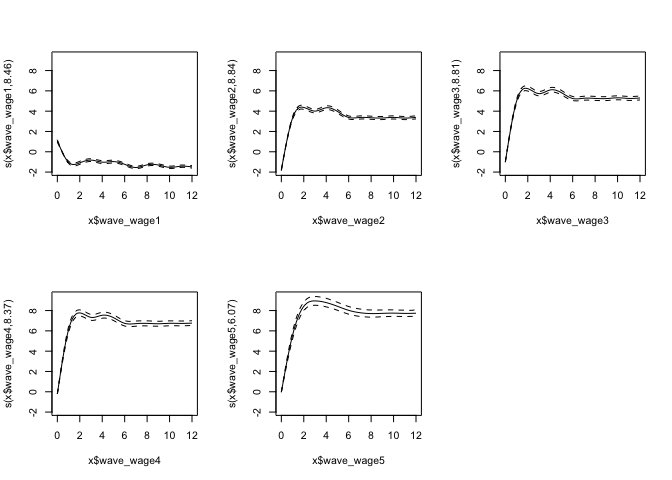 s(x$wave_wage1,8.46)
8
6
4
2
0
-2
0 2 4 6 8 10 12
x$wave_wage1
s(x$wave_wage2,8.84)
8
6
4
2
0
-2
0 2 4 6 8 10 12
x$wave_wage2
s(x$wave_wage3,8.81)
8
6
4
2
0
-2
0 2 4 6 8 10 12
x$wave_wage3
s(x$wave_wage4,8.37)
8
6
4
2
0
-2
0 2 4 6 8 10 12
x$wave_wage4
s(x$wave_wage5,6.07)
8
6
4
2
0
-2
0 2 4 6 8 10 12
x$wave_wage5